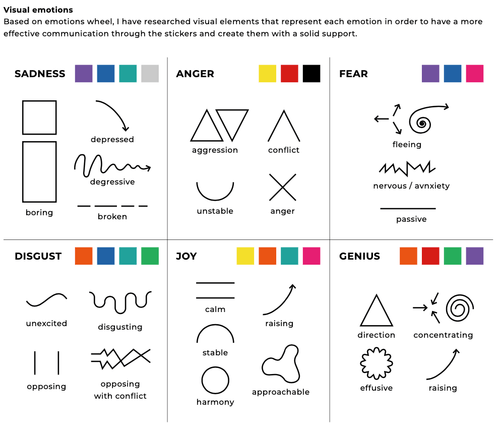 Visual emotions
Based on emotions wheel, I have researched visual elements that represent each emotion in order to have a more
effective communication through the stickers and create them with a solid support.
SADNESS
boring
depressed
degressive
broken
ANGER
aggression
conflict
unstable
anger
FEAR
fleeing
nervous / avnxiety
passive
DISGUST
unexcited
disgusting
opposing
opposing
with conflict
JOY
calm
raising
stable
harmony
approachable
GENIUS
direction
concentrating
effusive
raising